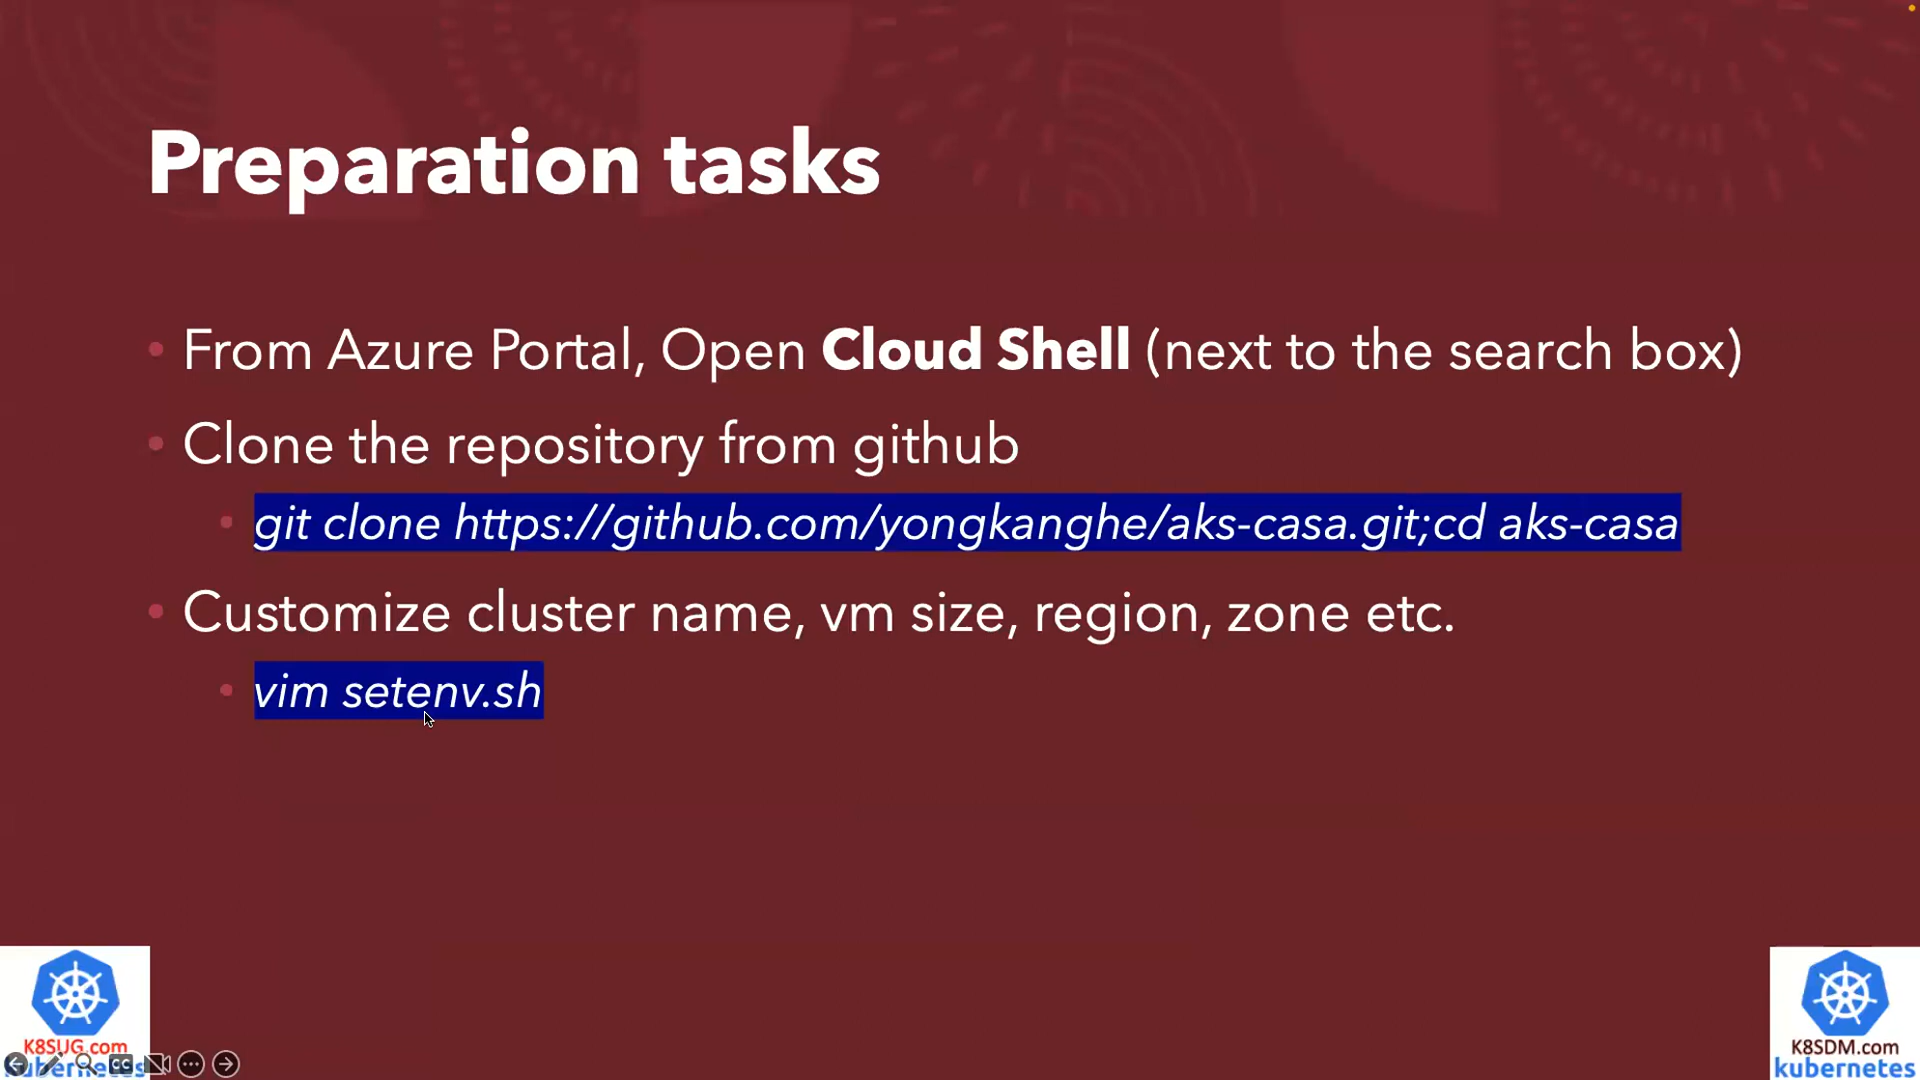 Preparation tasks
From Azure Portal, Open Cloud Shell (next to the search box)
Clone the repository from github
git clone https://github.com/yongkanghe/aks-casa.git;cd aks-casa
Customize cluster name, vm size, region, zone etc.
vim setenv.sh
K8SUG.com
kubernetes
CC
K8SDM.com
kubernetes